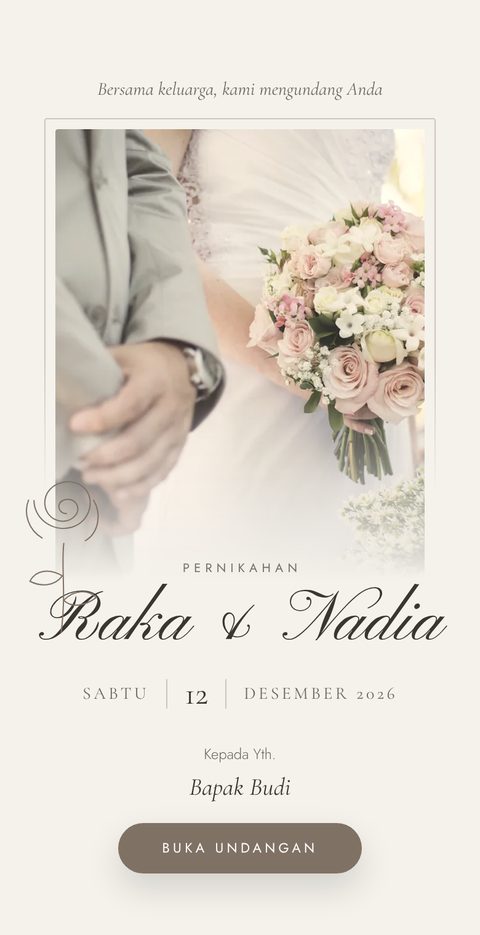 Bersama keluarga, kami mengundang Anda
PERNIKAHAN
Raka & Nadia
SABTU 12 DESEMBER 2026
Kepada Yth.
Bapak Budi
BUKA UNDANGAN